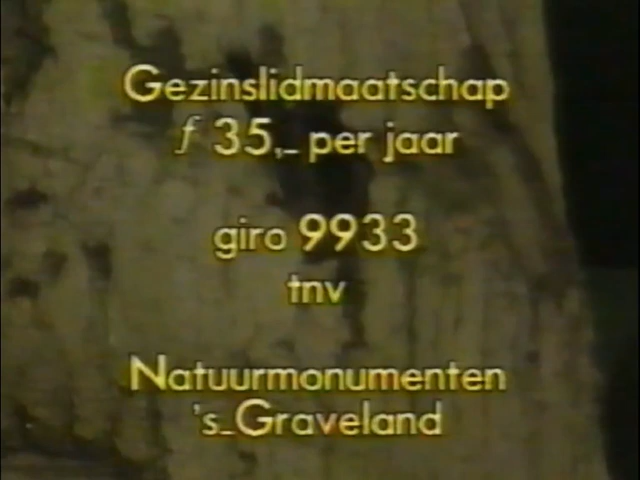 Gezinslidmaatschap
ƒ 35,- per jaar
giro 9933
tnv
Natuurmonumenten
's-Graveland